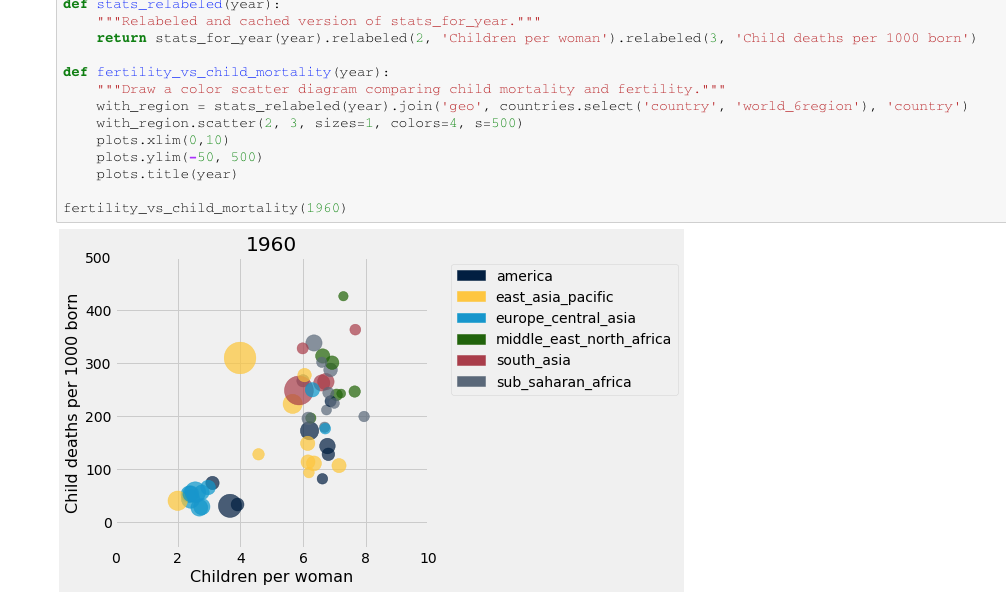 def stats_relabeled(year):
"""Relabeled and cached version of stats_for_year."""
return stats_for_year(year).relabeled(2, 'Children per woman').relabeled(3, 'Child deaths per 1000 born')
def fertility_vs_child_mortality(year):
"""Draw a color scatter diagram comparing child mortality and fertility."""
with_region = stats_relabeled(year).join('geo', countries.select('country', 'world_6region'), 'country')
with_region.scatter(2, 3, sizes=1, colors=4, s=500)
plots.xlim(0,10)
plots.ylim(-50, 500)
plots.title(year)
fertility_vs_child_mortality(1960)
1960
500
400
300
200
100
0
Child deaths per 1000 born
0 2 4 6 8 10
Children per woman
america
east_asia_pacific
europe_central_asia
middle_east_north_africa
south_asia
sub_saharan_africa